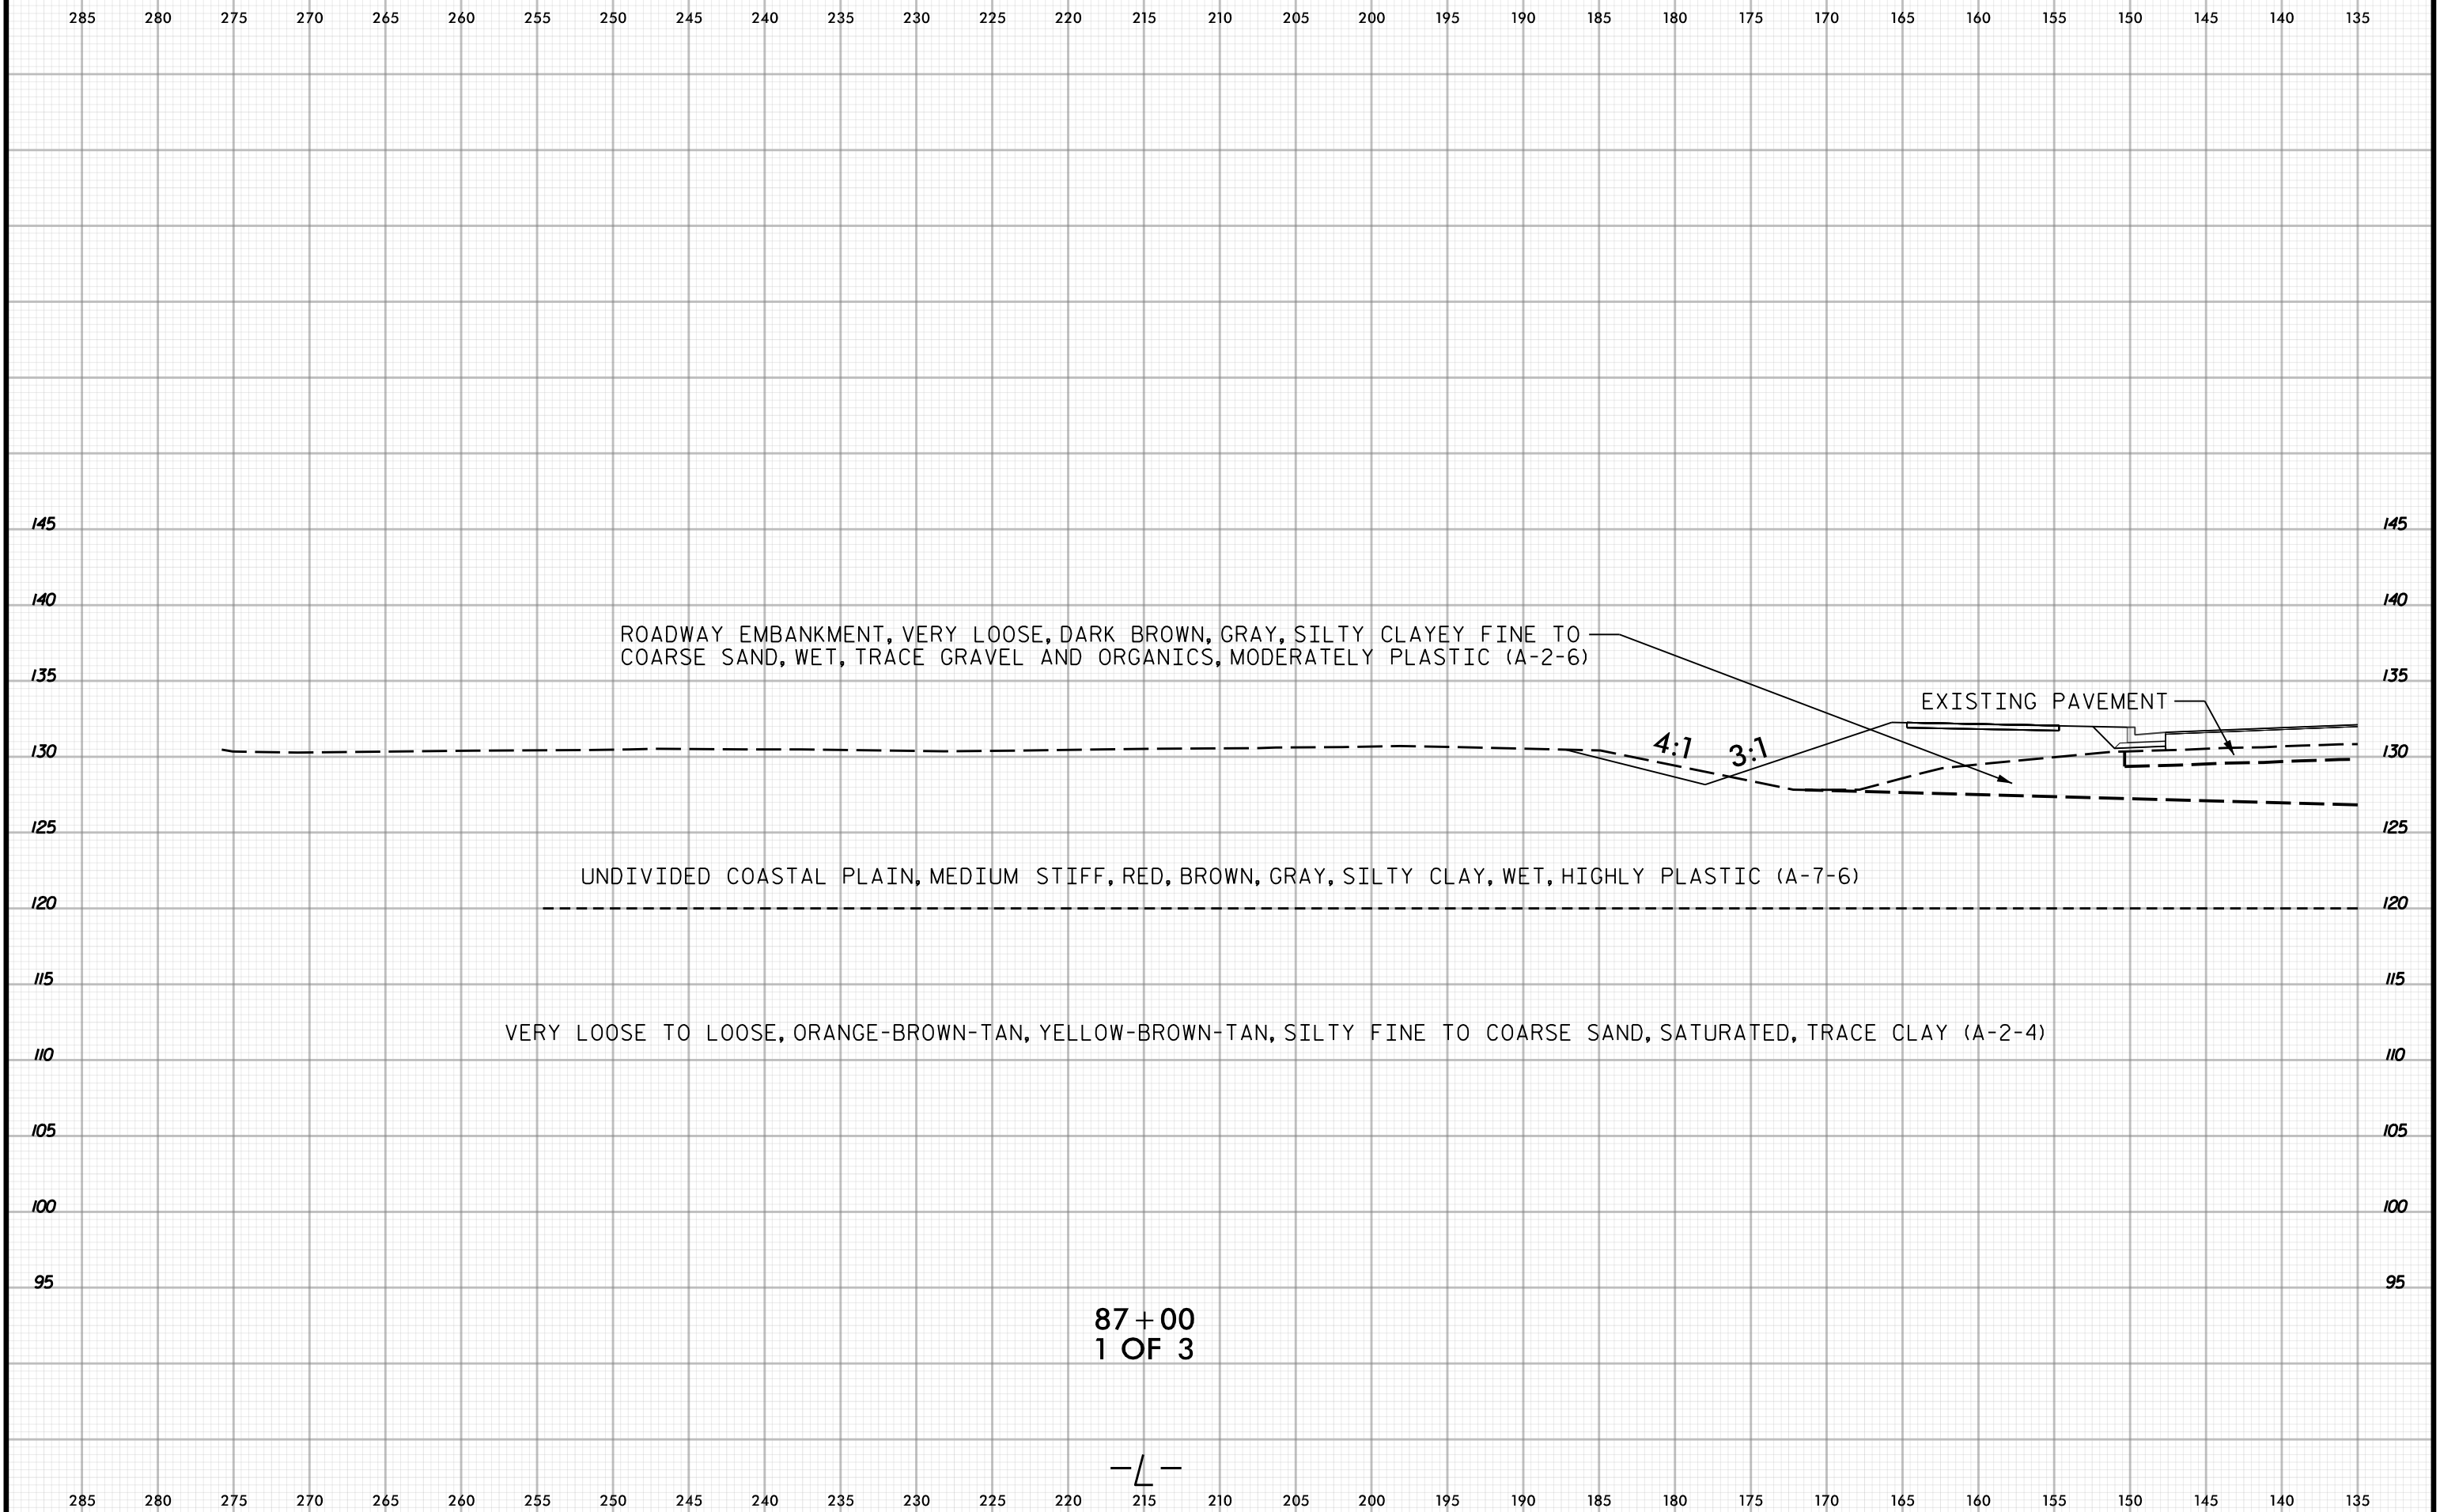 285 280 275 270 265 260 255 250 245 240 235 230 225 220 215 210 205 200 195 190 185 180 175 170 165 160 155 150 145 140 135
145 145
140 140
ROADWAY EMBANKMENT, VERY LOOSE, DARK BROWN, GRAY, SILTY CLAYEY FINE TO
COARSE SAND, WET, TRACE GRAVEL AND ORGANICS, MODERATELY PLASTIC (A-2-6)
135 135
EXISTING PAVEMENT
4:1 3:1
130 130
125 125
UNDIVIDED COASTAL PLAIN, MEDIUM STIFF, RED, BROWN, GRAY, SILTY CLAY, WET, HIGHLY PLASTIC (A-7-6)
120 120
115 115
VERY LOOSE TO LOOSE, ORANGE-BROWN-TAN, YELLOW-BROWN-TAN, SILTY FINE TO COARSE SAND, SATURATED, TRACE CLAY (A-2-4)
110 110
105 105
100 100
95 95
87+00
1 OF 3
-L-
285 280 275 270 265 260 255 250 245 240 235 230 225 220 215 210 205 200 195 190 185 180 175 170 165 160 155 150 145 140 135